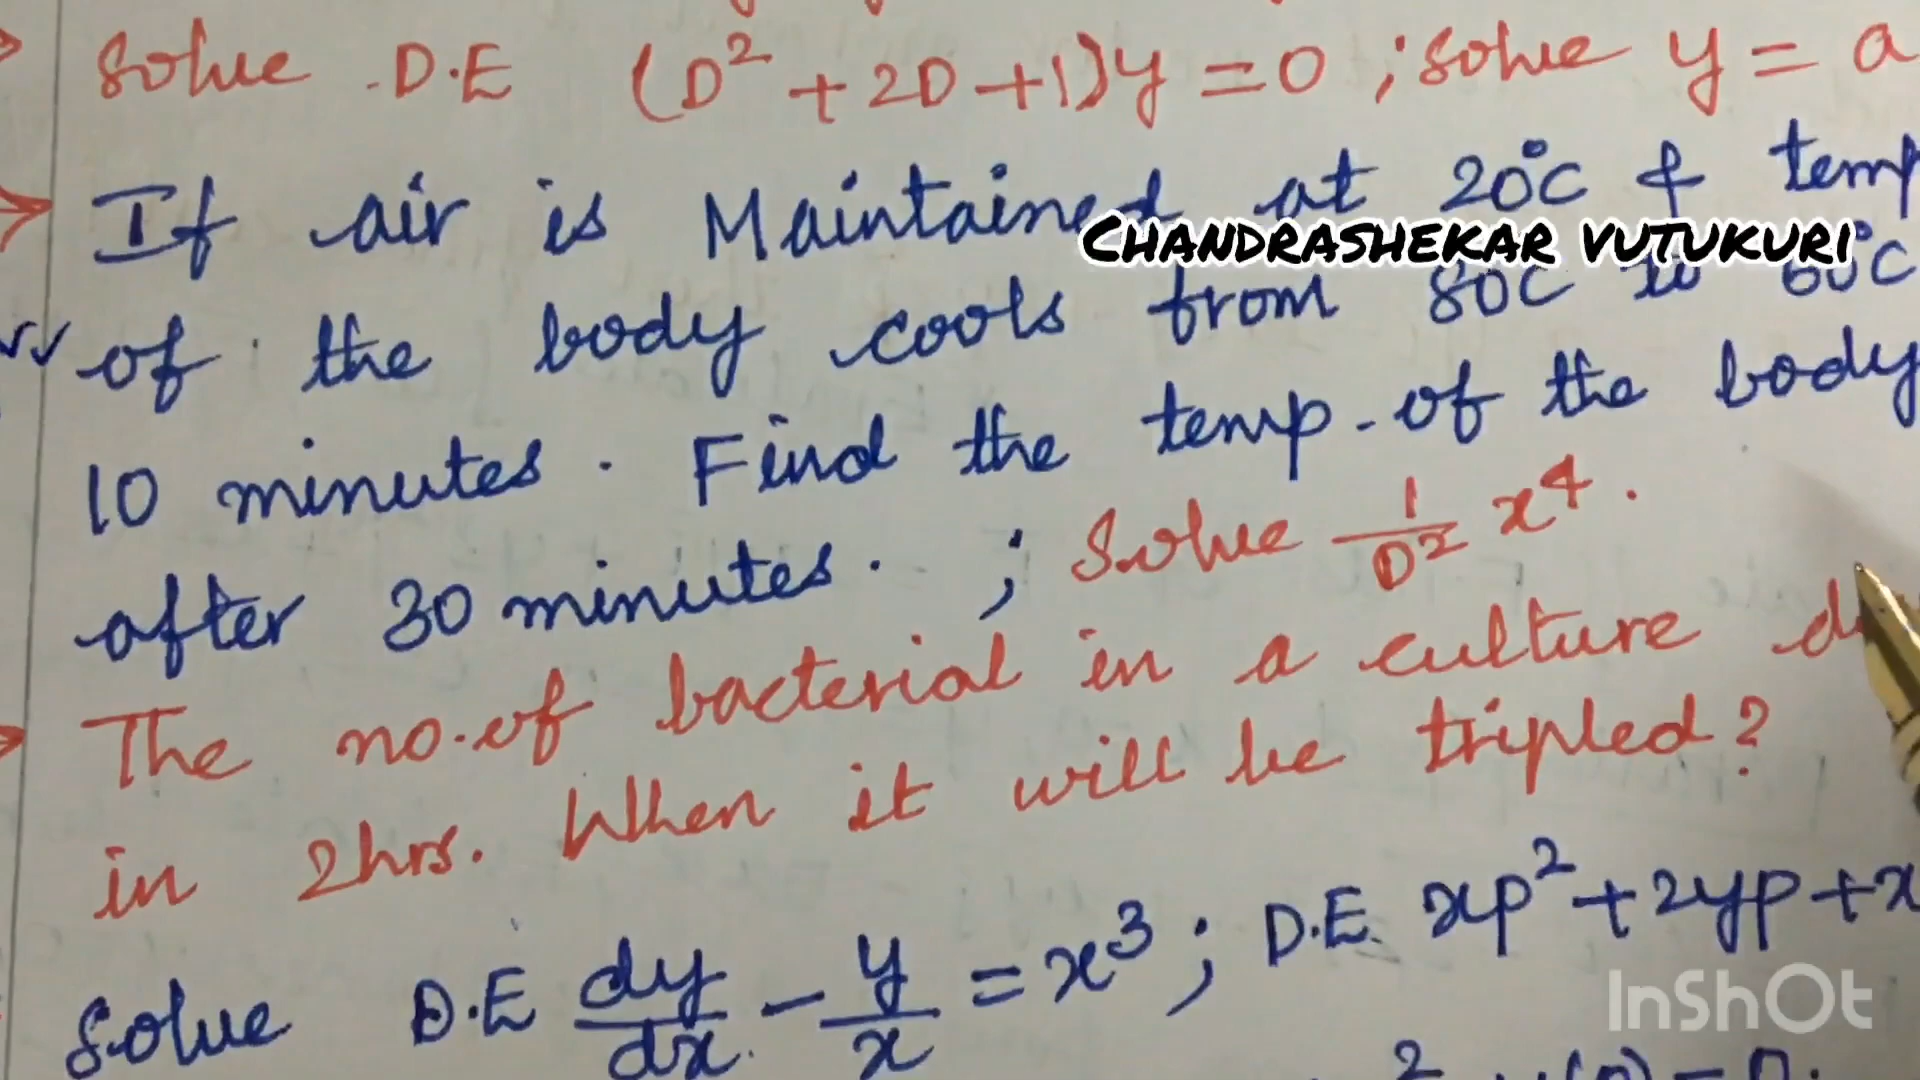 Solve D.E (D² + 2D + 1)y = 0 ; solve y = a
If air is Maintained at 20°C & temp
CHANDRASHEKAR VUTUKURI
of the body cools from 80°C to 60°C
10 minutes. Find the temp. of the body
after 30 minutes. ; Solve 1/D² x⁴.
The no. of bacterial in a culture
in 2hrs. When it will be tripled?
Solve D.E dy/dx - y/x = x³ ; D.E. xp² + 2yp + x
InShOt